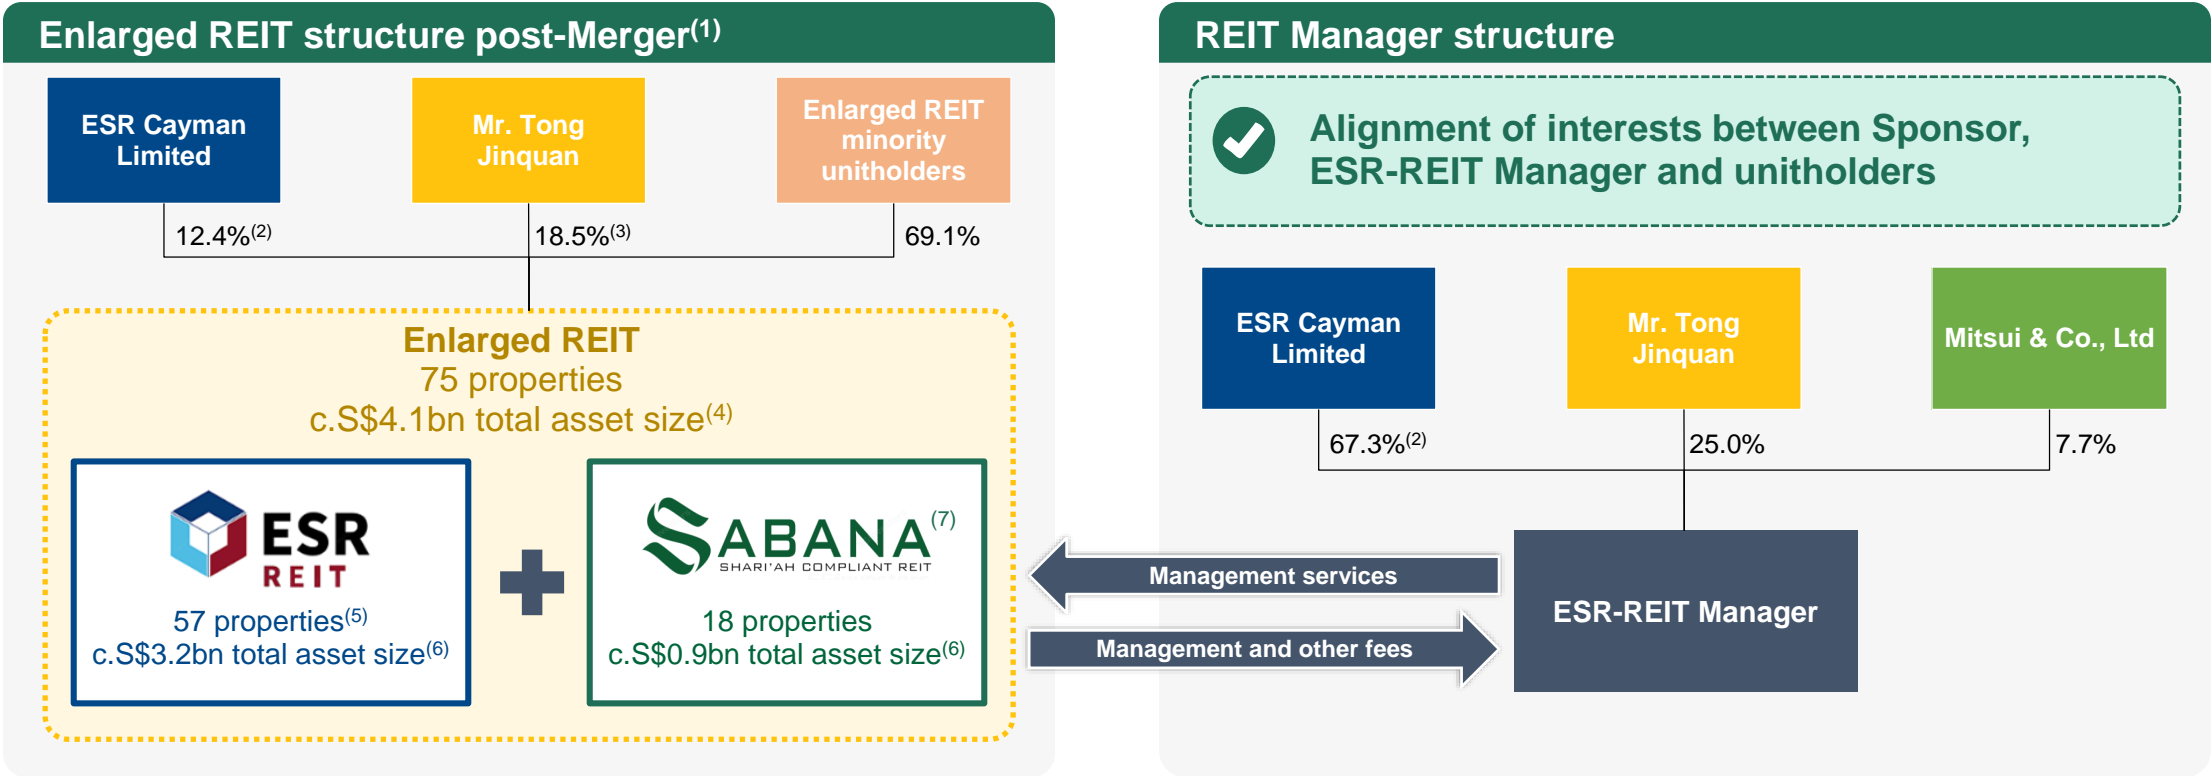 Enlarged REIT structure post-Merger(1)
ESR Cayman
Limited
Mr. Tong
Jinquan
Enlarged REIT
minority
unitholders
12.4%(2)
18.5%(3)
69.1%
Enlarged REIT
75 properties
c.S$4.1bn total asset size(4)
ESR
REIT
57 properties(5)
c.S$3.2bn total asset size(6)
SABANA(7)
SHARI'AH COMPLIANT REIT
18 properties
c.S$0.9bn total asset size(6)
Management services
Management and other fees
REIT Manager structure
Alignment of interests between Sponsor,
ESR-REIT Manager and unitholders
ESR Cayman
Limited
Mr. Tong
Jinquan
Mitsui & Co., Ltd
67.3%(2)
25.0%
7.7%
ESR-REIT Manager